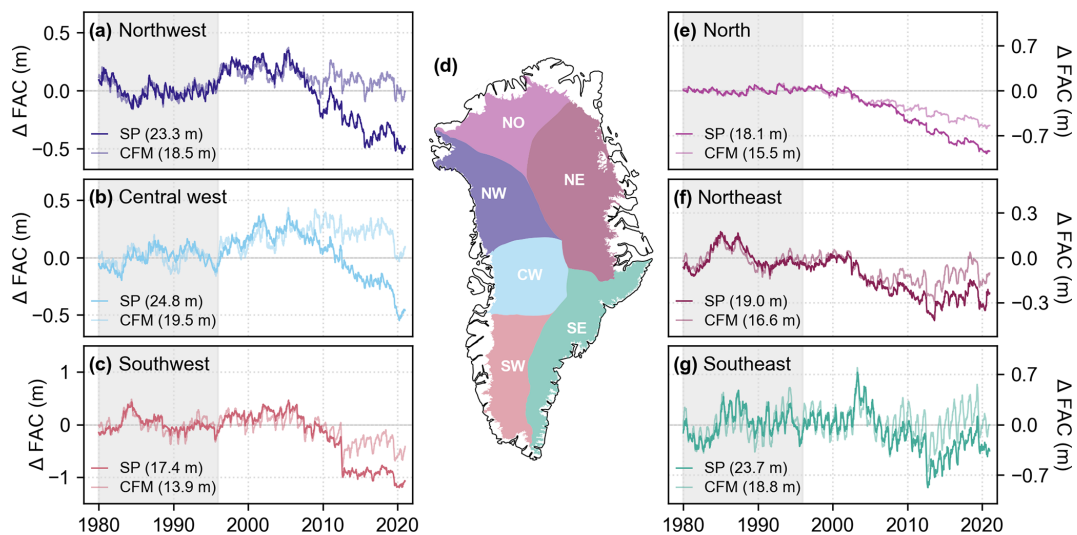 (a) Northwest
Δ FAC (m)
0.5
0.0
−0.5
SP (23.3 m)
CFM (18.5 m)
(b) Central west
Δ FAC (m)
0.5
0.0
−0.5
SP (24.8 m)
CFM (19.5 m)
(c) Southwest
Δ FAC (m)
1
0
−1
SP (17.4 m)
CFM (13.9 m)
1980 1990 2000 2010 2020
(d)
NO
NE
NW
CW
SE
SW
(e) North
Δ FAC (m)
0.7
0.0
−0.7
SP (18.1 m)
CFM (15.5 m)
(f) Northeast
Δ FAC (m)
0.3
0.0
−0.3
SP (19.0 m)
CFM (16.6 m)
(g) Southeast
Δ FAC (m)
0.7
0.0
−0.7
SP (23.7 m)
CFM (18.8 m)
1980 1990 2000 2010 2020